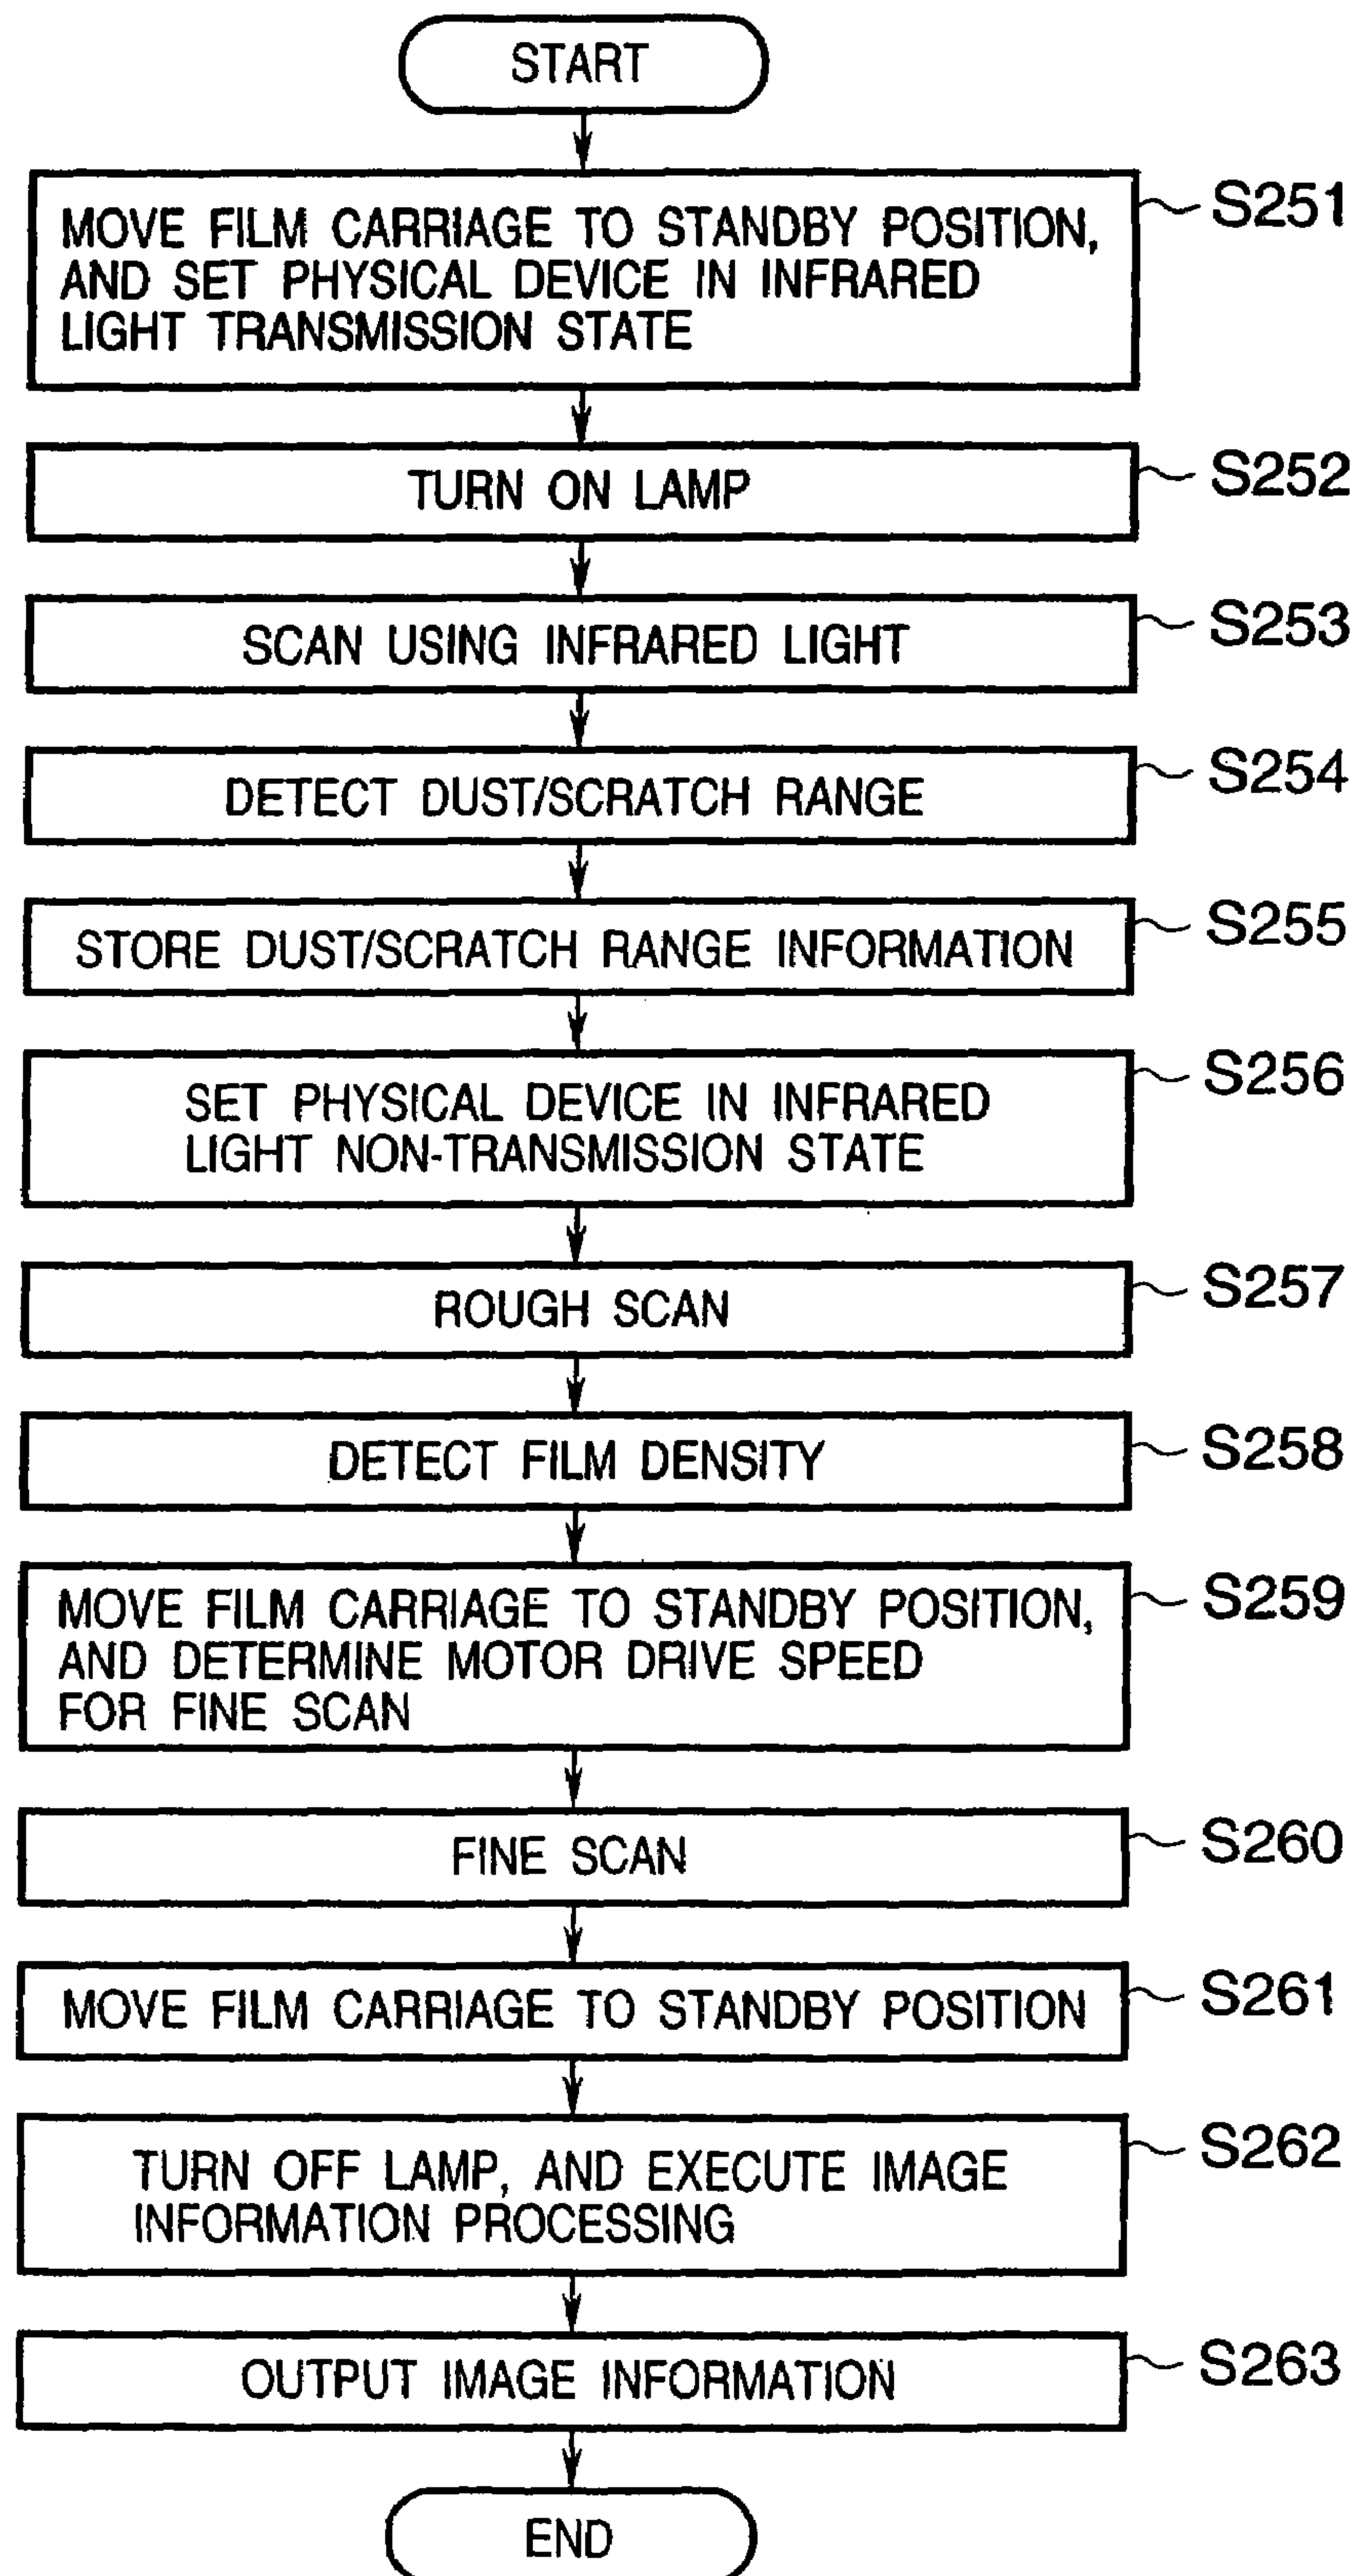 START
MOVE FILM CARRIAGE TO STANDBY POSITION,
AND SET PHYSICAL DEVICE IN INFRARED
LIGHT TRANSMISSION STATE
S251
TURN ON LAMP
S252
SCAN USING INFRARED LIGHT
S253
DETECT DUST/SCRATCH RANGE
S254
STORE DUST/SCRATCH RANGE INFORMATION
S255
SET PHYSICAL DEVICE IN INFRARED
LIGHT NON-TRANSMISSION STATE
S256
ROUGH SCAN
S257
DETECT FILM DENSITY
S258
MOVE FILM CARRIAGE TO STANDBY POSITION,
AND DETERMINE MOTOR DRIVE SPEED
FOR FINE SCAN
S259
FINE SCAN
S260
MOVE FILM CARRIAGE TO STANDBY POSITION
S261
TURN OFF LAMP, AND EXECUTE IMAGE
INFORMATION PROCESSING
S262
OUTPUT IMAGE INFORMATION
S263
END